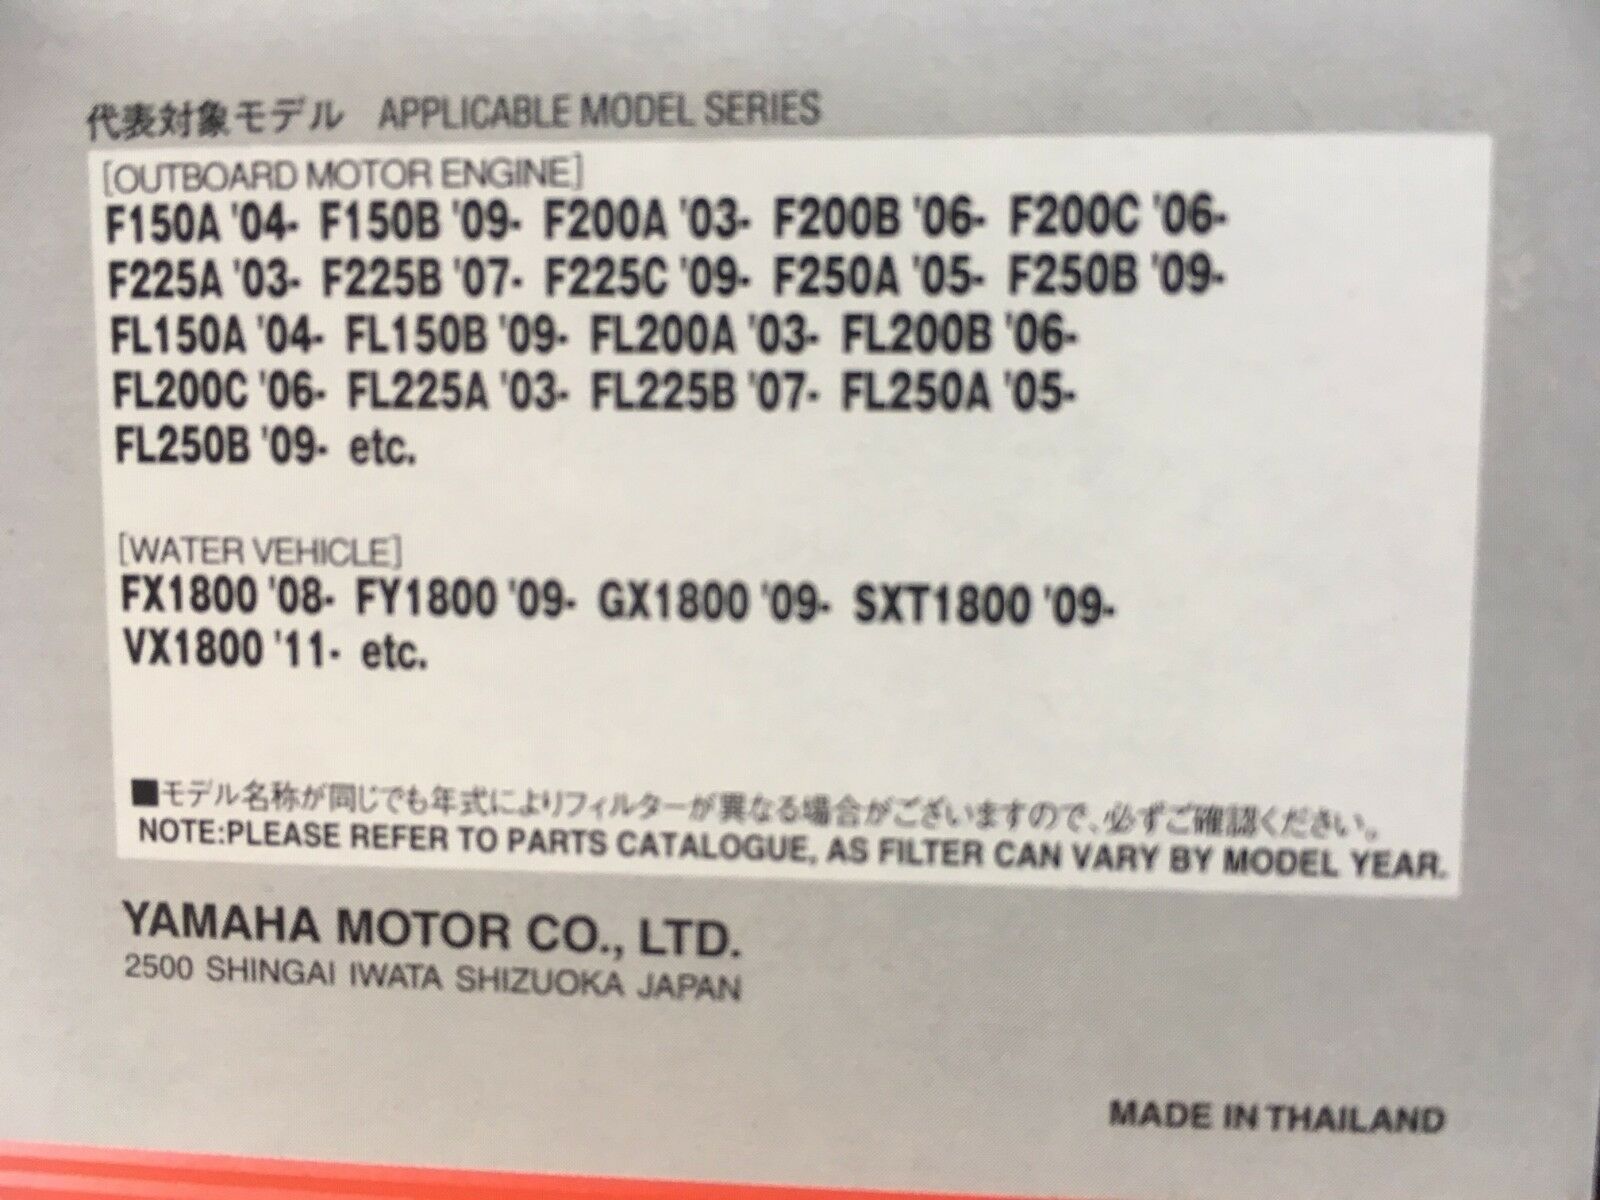 代表対象モデル APPLICABLE MODEL SERIES
[OUTBOARD MOTOR ENGINE]
F150A '04- F150B '09- F200A '03- F200B '06- F200C '06-
F225A '03- F225B '07- F225C '09- F250A '05- F250B '09-
FL150A '04- FL150B '09- FL200A '03- FL200B '06-
FL200C '06- FL225A '03- FL225B '07- FL250A '05-
FL250B '09- etc.
[WATER VEHICLE]
FX1800 '08- FY1800 '09- GX1800 '09- SXT1800 '09-
VX1800 '11- etc.
■モデル名称が同じでも年式によりフィルターが異なる場合がございますので、必ずご確認ください。
NOTE:PLEASE REFER TO PARTS CATALOGUE, AS FILTER CAN VARY BY MODEL YEAR.
YAMAHA MOTOR CO., LTD.
2500 SHINGAI IWATA SHIZUOKA JAPAN
MADE IN THAILAND